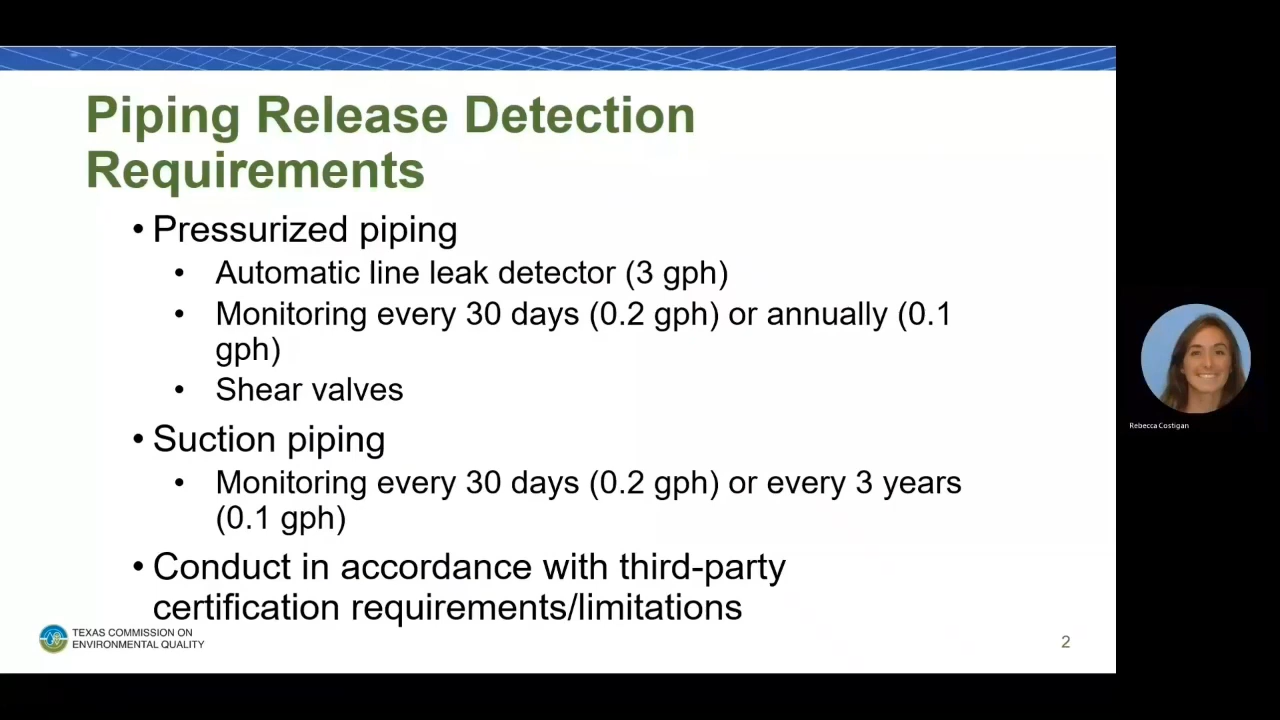 Piping Release Detection
Requirements
• Pressurized piping
• Automatic line leak detector (3 gph)
• Monitoring every 30 days (0.2 gph) or annually (0.1
gph)
• Shear valves
• Suction piping
• Monitoring every 30 days (0.2 gph) or every 3 years
(0.1 gph)
• Conduct in accordance with third-party
certification requirements/limitations
TEXAS COMMISSION ON
ENVIRONMENTAL QUALITY
2
Rebecca Costigan